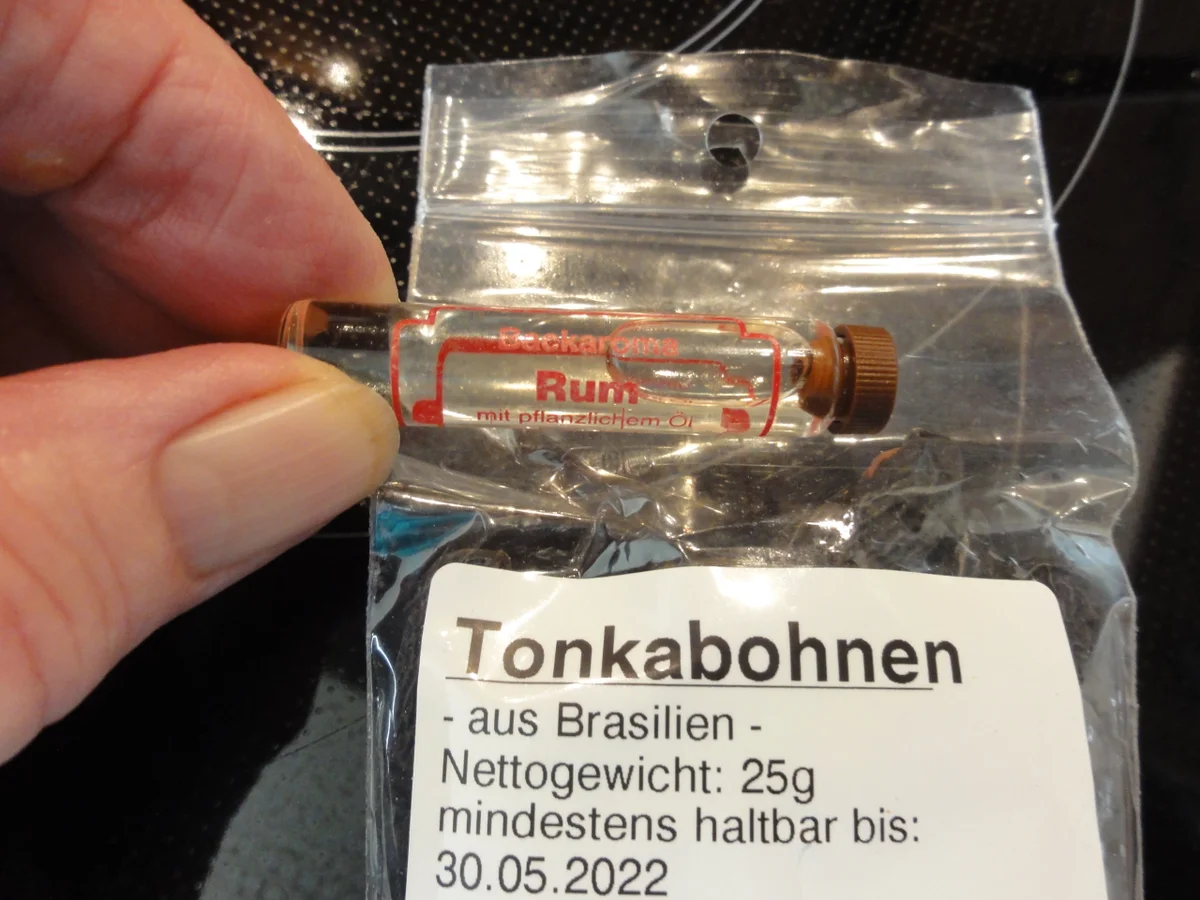 Backaroma
Rum
mit pflanzlichem Öl
Tonkabohnen
- aus Brasilien -
Nettogewicht: 25g
mindestens haltbar bis:
30.05.2022